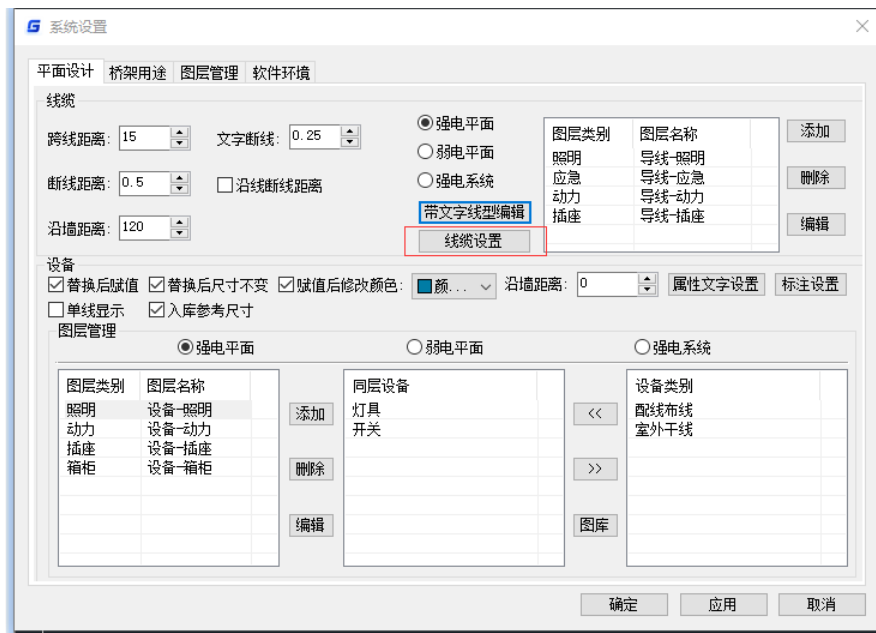 系统设置
平面设计 桥架用途 图层管理 软件环境
线缆
跨线距离: 15 文字断线: 0.25
断线距离: 0.5 沿线断线距离
沿墙距离: 120
强电平面
弱电平面
强电系统
带文字线型编辑
线缆设置
图层类别 图层名称
照明 导线-照明
应急 导线-应急
动力 导线-动力
插座 导线-插座
添加
删除
编辑
设备
替换后赋值 替换后尺寸不变 赋值后修改颜色: 颜... 沿墙距离: 0 属性文字设置 标注设置
单线显示 入库参考尺寸
图层管理
强电平面 弱电平面 强电系统
图层类别 图层名称
照明 设备-照明
动力 设备-动力
插座 设备-插座
箱柜 设备-箱柜
添加
删除
编辑
同层设备
灯具
开关
<<
>>
图库
设备类别
配线布线
室外干线
确定 应用 取消